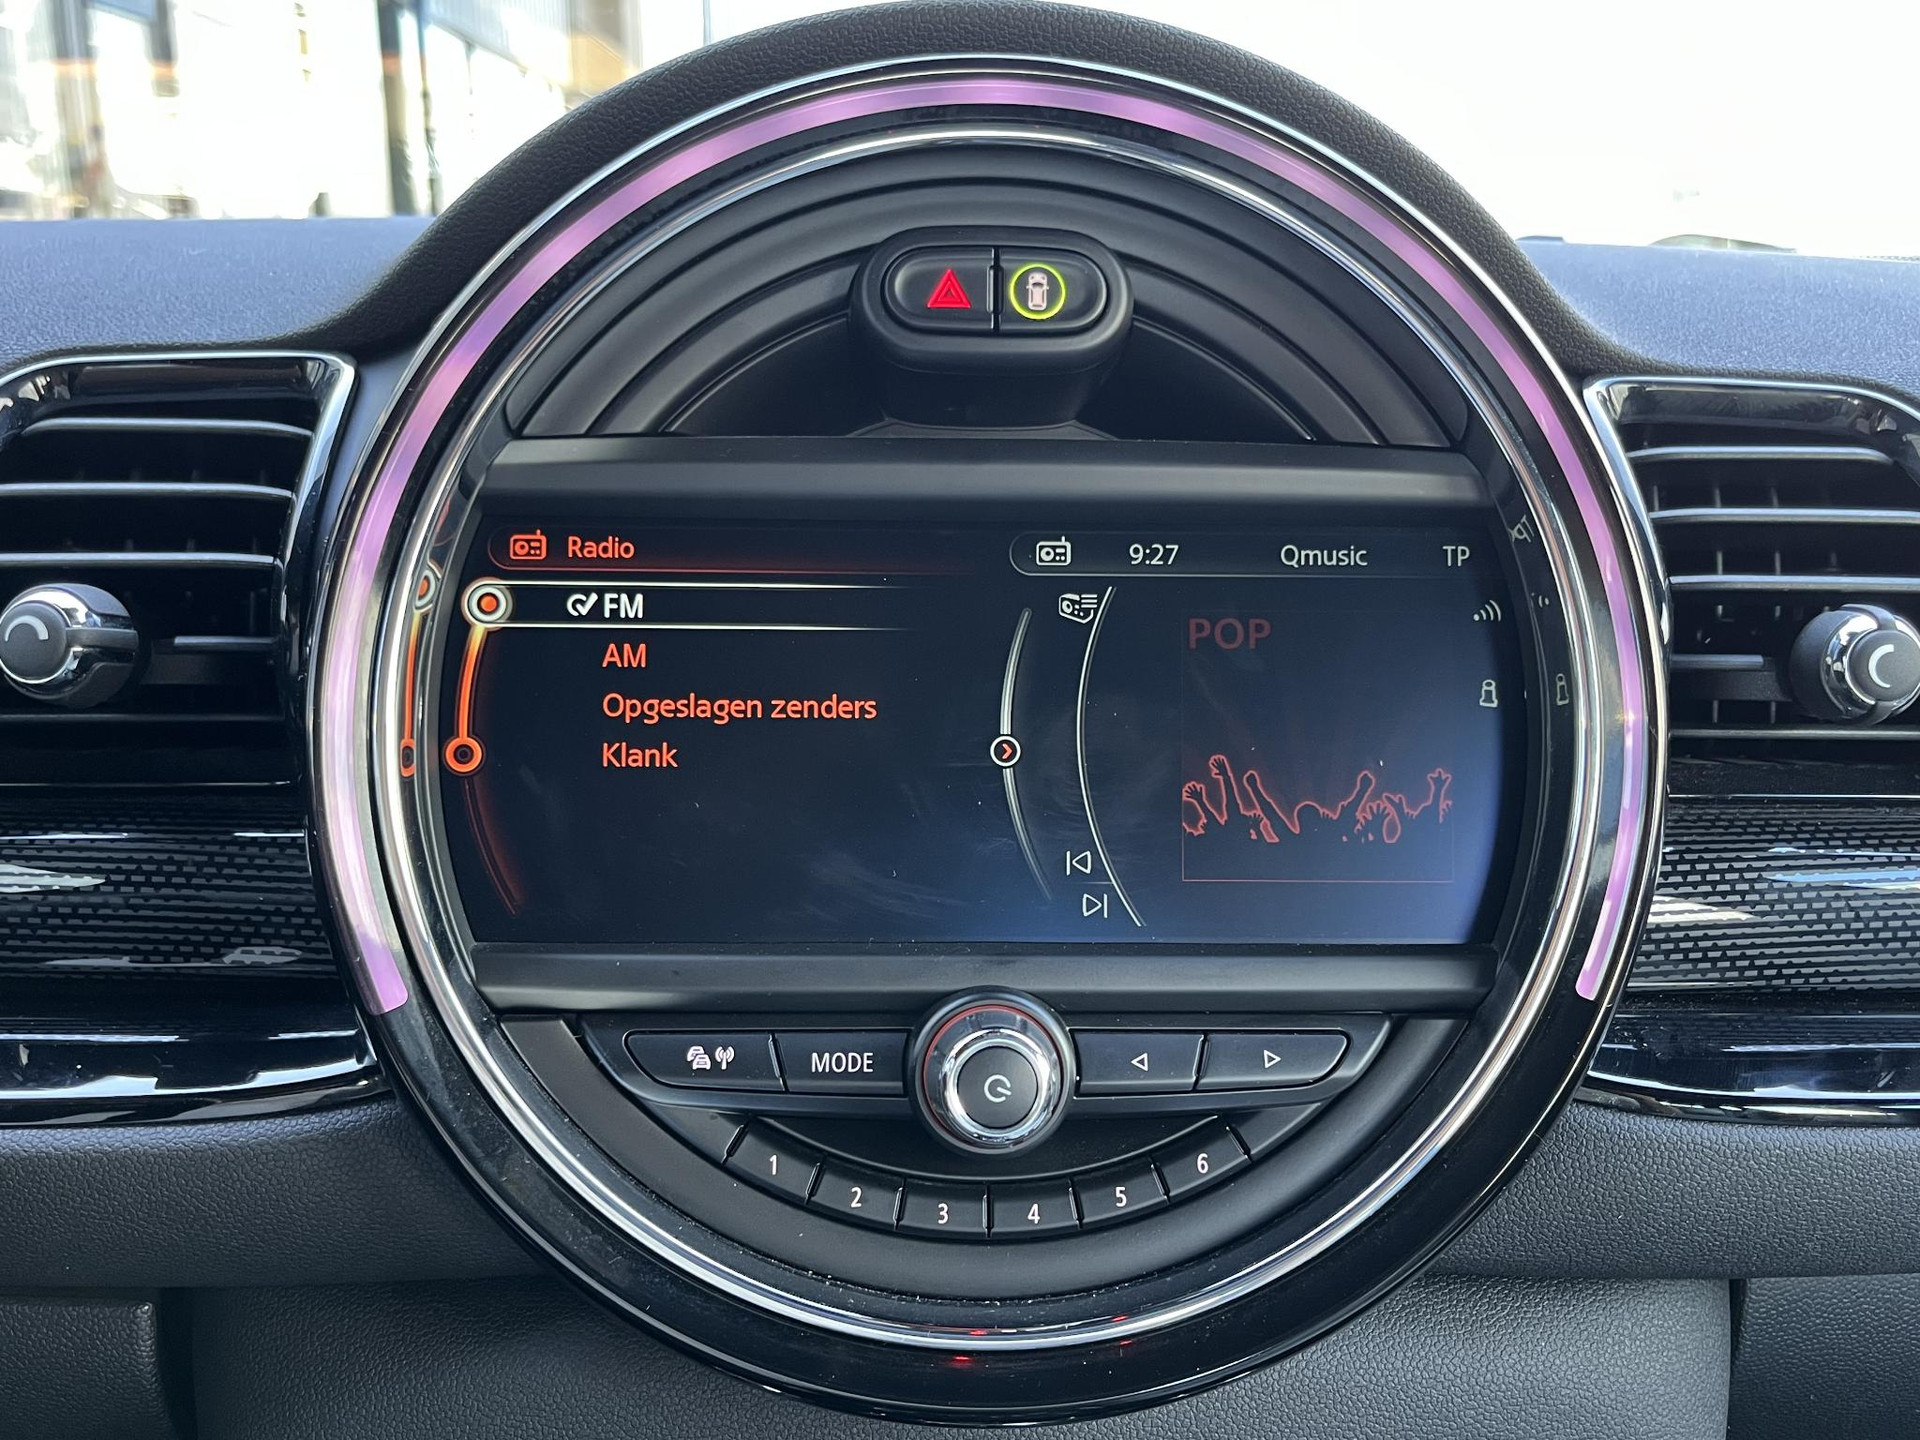 Radio
9:27 Qmusic TP
FM
AM
Opgeslagen zenders
Klank
POP
MODE
1
2
3
4
5
6